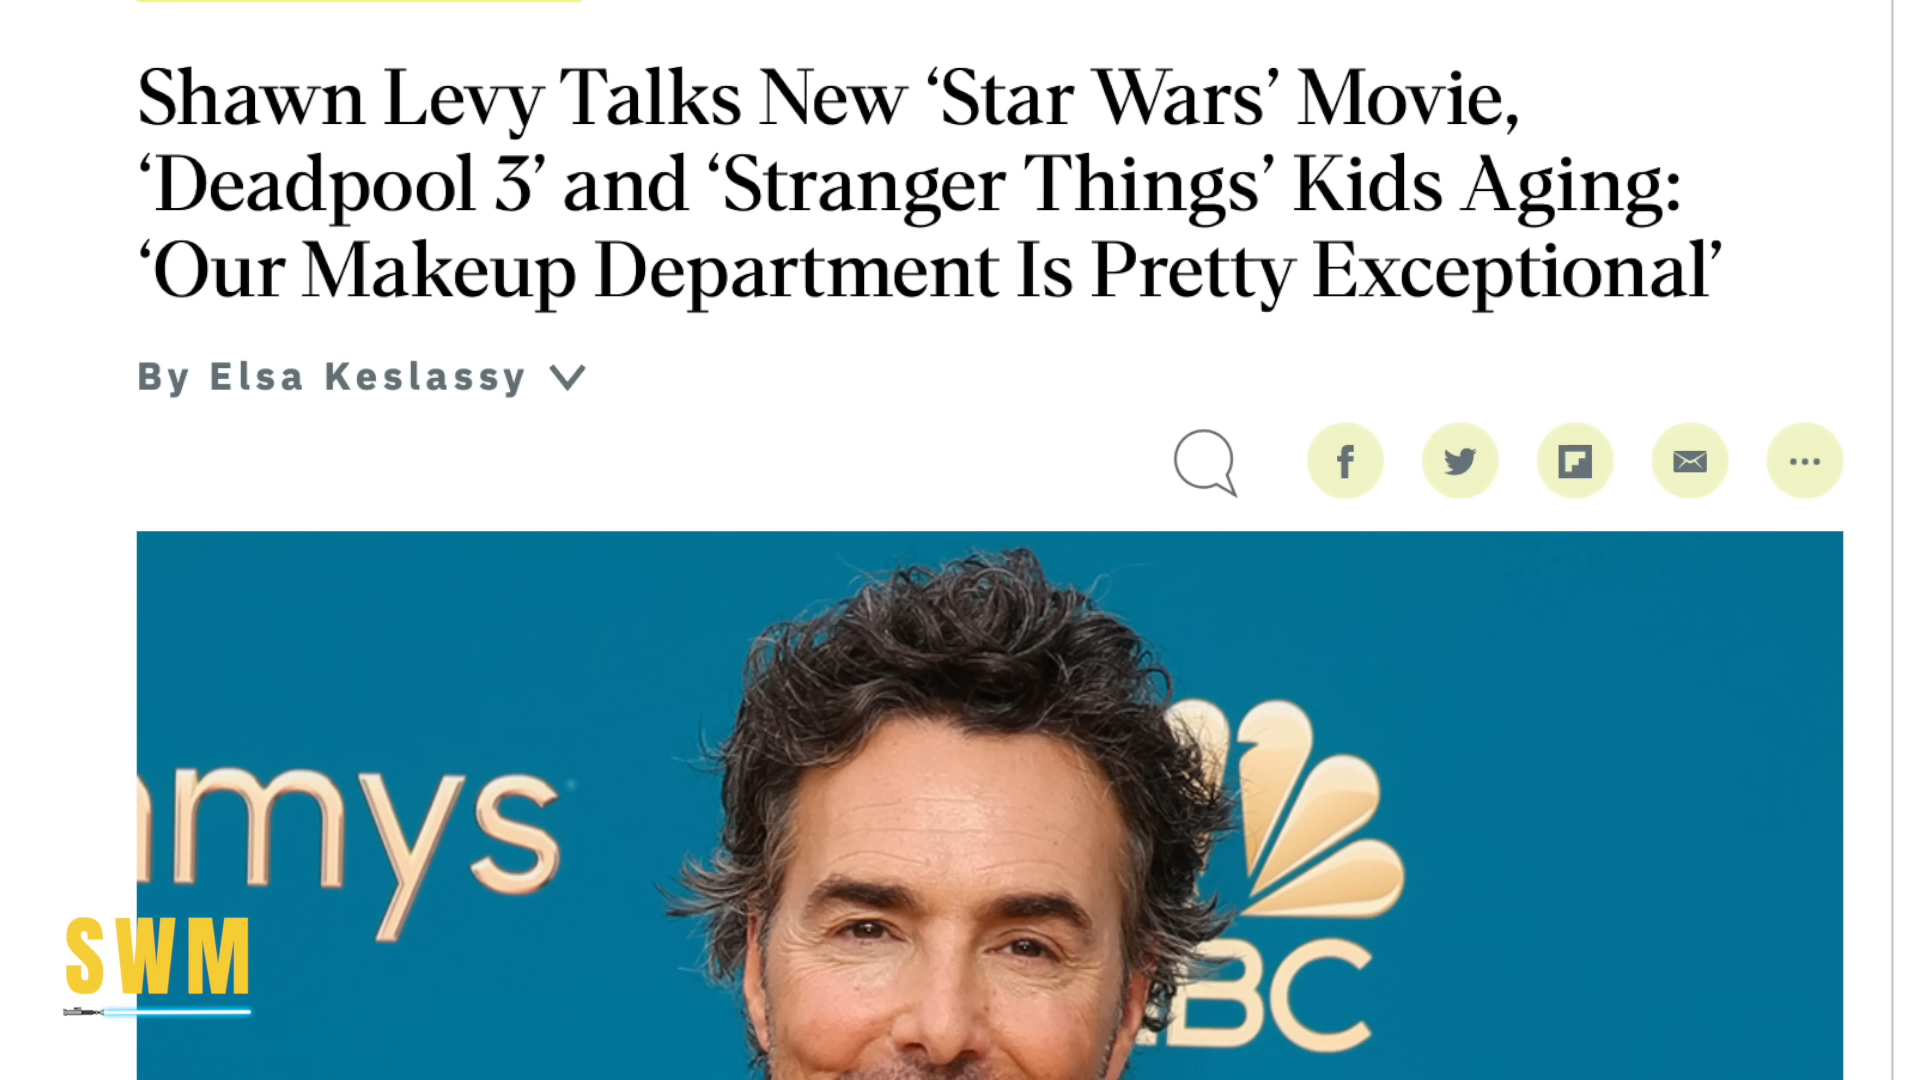 Shawn Levy Talks New ‘Star Wars’ Movie,
‘Deadpool 3’ and ‘Stranger Things’ Kids Aging:
‘Our Makeup Department Is Pretty Exceptional’
By Elsa Keslassy
mys
BC
SWM